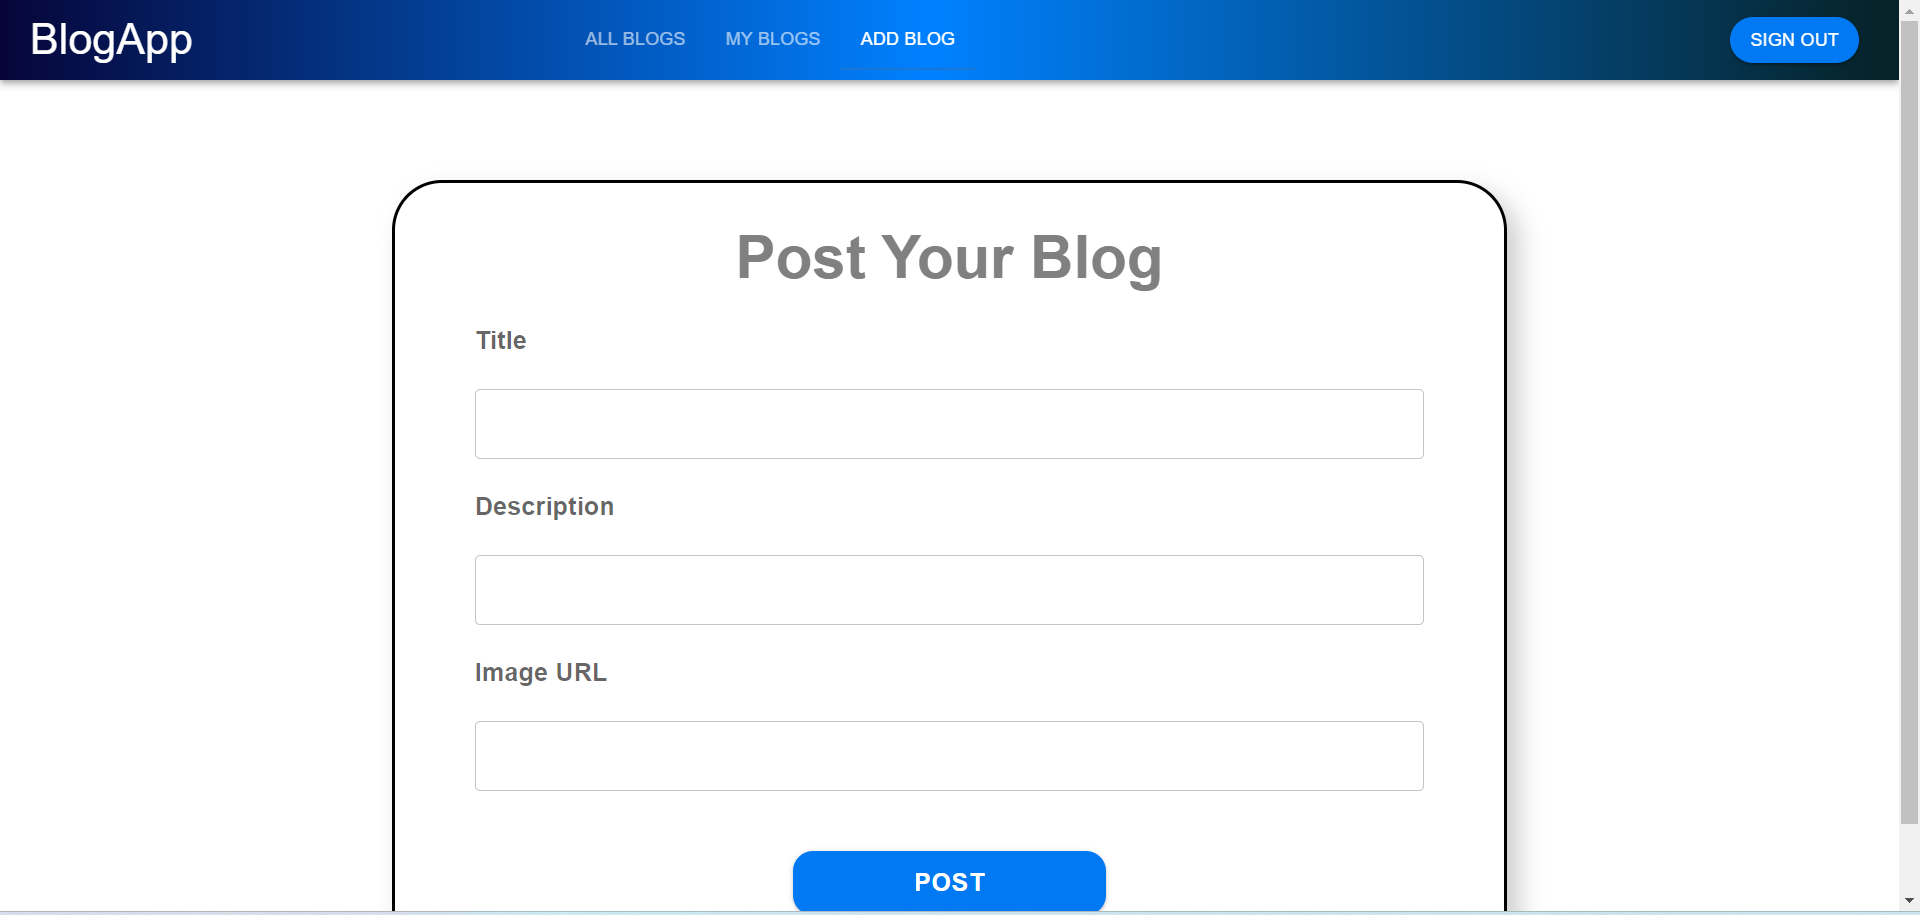 BlogApp
ALL BLOGS
MY BLOGS
ADD BLOG
SIGN OUT
Post Your Blog
Title
Description
Image URL
POST